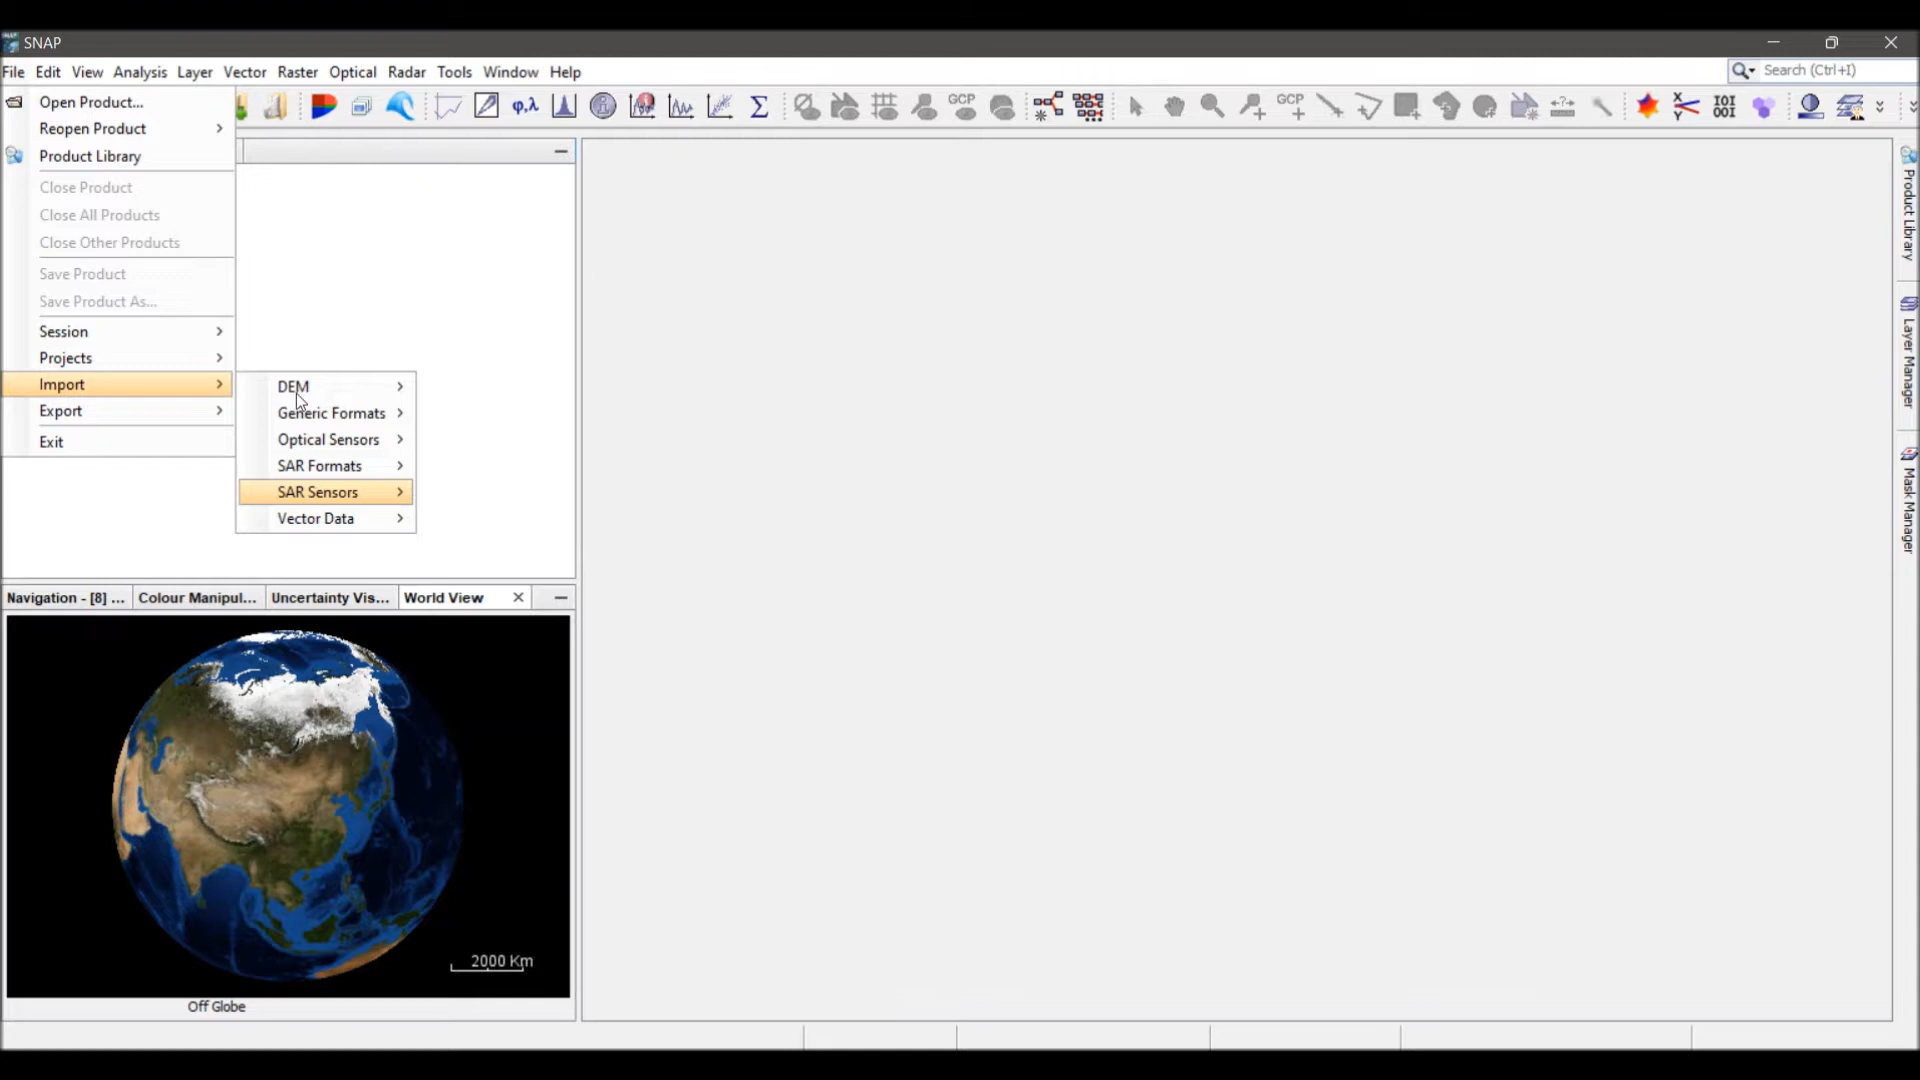 SNAP
File Edit View Analysis Layer Vector Raster Optical Radar Tools Window Help
Search (Ctrl+I)
Open Product...
Reopen Product
Product Library
Close Product
Close All Products
Close Other Products
Save Product
Save Product As...
Session
Projects
Import
Export
Exit
DEM
Generic Formats
Optical Sensors
SAR Formats
SAR Sensors
Vector Data
φ,λ
Σ
GCP
GCP
X
Y
IOI
OOI
Product Library
Layer Manager
Mask Manager
Navigation - [8] ...
Colour Manipul...
Uncertainty Vis...
World View
2000 Km
Off Globe